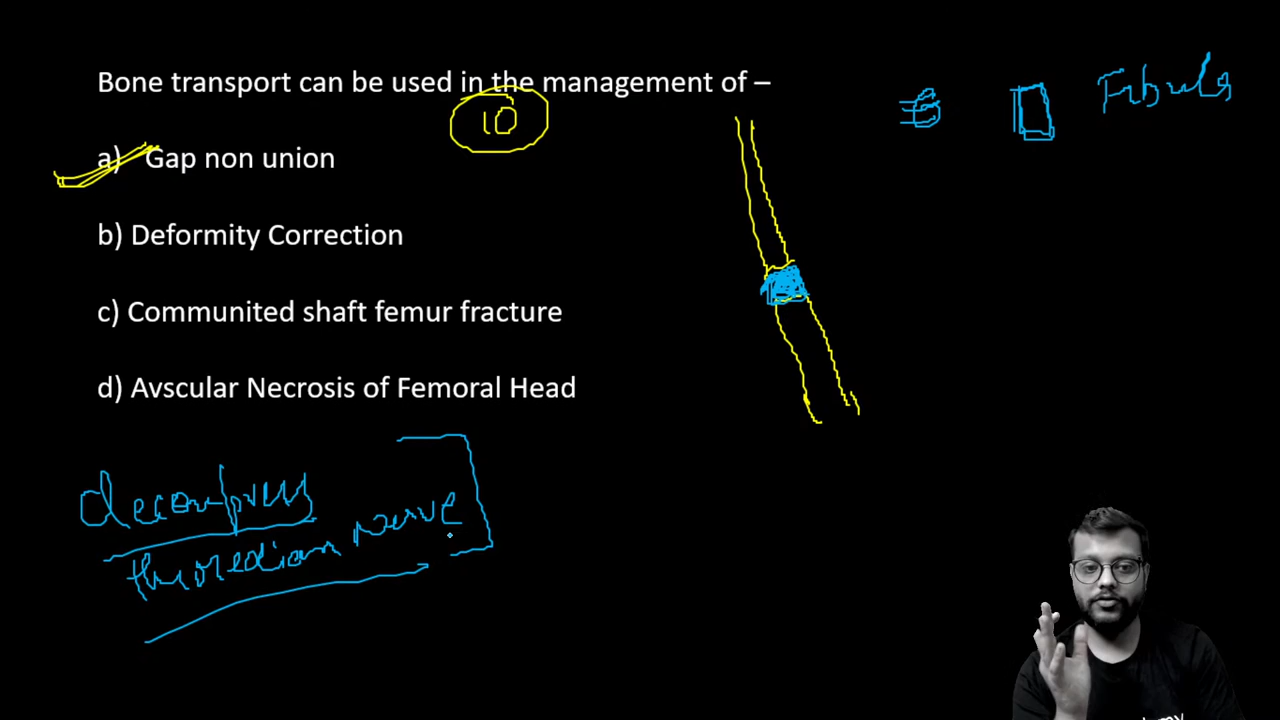 Bone transport can be used in the management of –
10
a) Gap non union
b) Deformity Correction
c) Communited shaft femur fracture
d) Avscular Necrosis of Femoral Head
Fibula
decompress
the median nerve